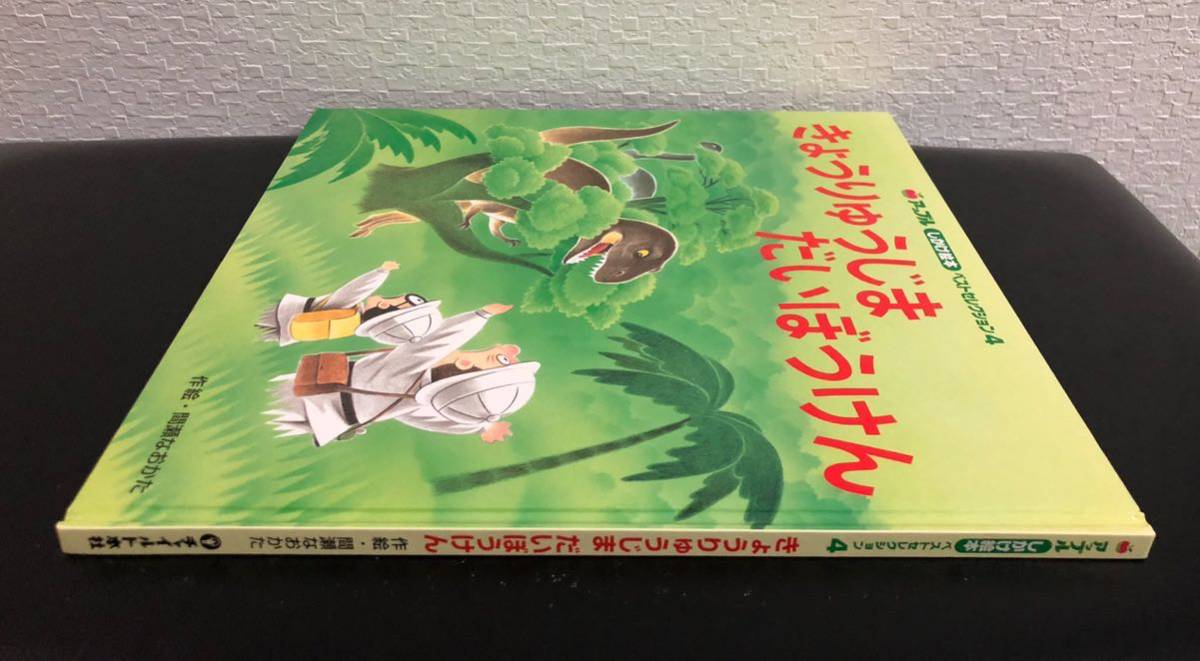 アップル しかけ絵本 ベストセレクション4
きょうりゅうじま
だいぼうけん
作絵・間瀬なおかた
アップル しかけ絵本 ベストセレクション 4 きょうりゅうじま だいぼうけん 作絵・間瀬なおかた チャイルド本社